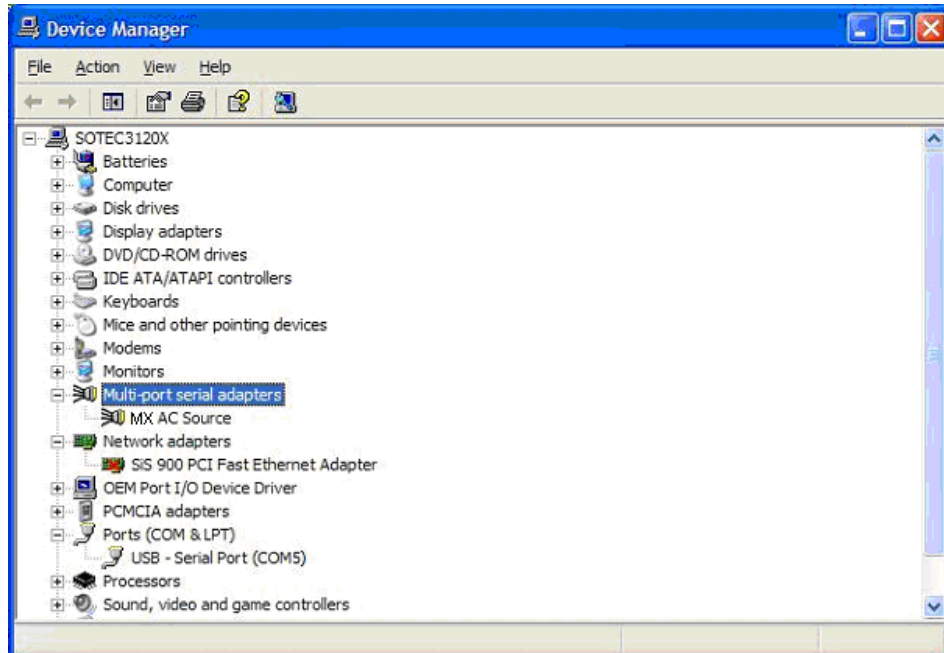 Device Manager
File Action View Help
SOTEC3120X
Batteries
Computer
Disk drives
Display adapters
DVD/CD-ROM drives
IDE ATA/ATAPI controllers
Keyboards
Mice and other pointing devices
Modems
Monitors
Multi-port serial adapters
MX AC Source
Network adapters
SiS 900 PCI Fast Ethernet Adapter
OEM Port I/O Device Driver
PCMCIA adapters
Ports (COM & LPT)
USB - Serial Port (COM5)
Processors
Sound, video and game controllers